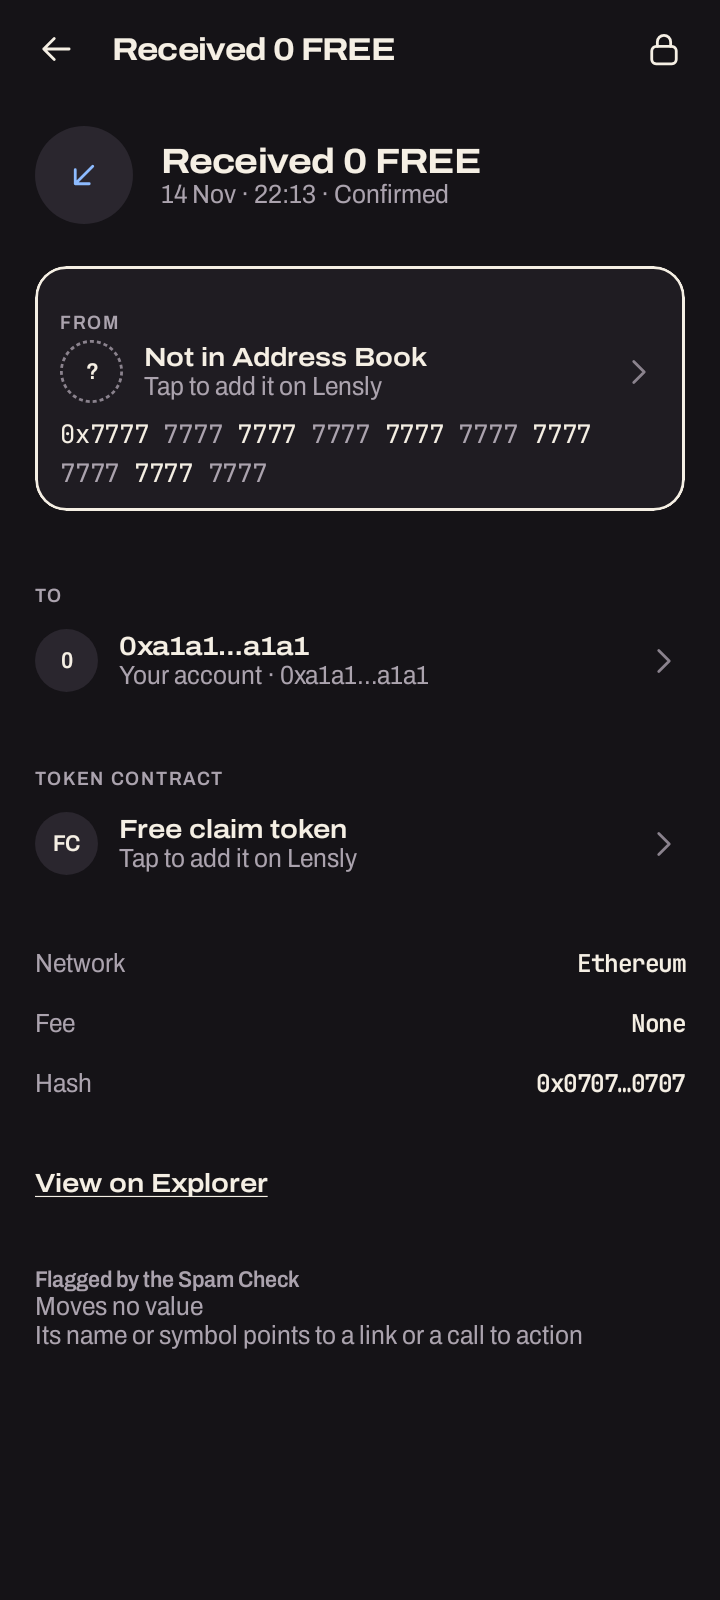 Received 0 FREE
Received 0 FREE
14 Nov · 22:13 · Confirmed
FROM
?
Not in Address Book
Tap to add it on Lensly
0x7777 7777 7777 7777 7777 7777 7777
7777 7777 7777
TO
0
0xa1a1…a1a1
Your account · 0xa1a1…a1a1
TOKEN CONTRACT
FC
Free claim token
Tap to add it on Lensly
Network Ethereum
Fee None
Hash 0x0707…0707
View on Explorer
Flagged by the Spam Check
Moves no value
Its name or symbol points to a link or a call to action